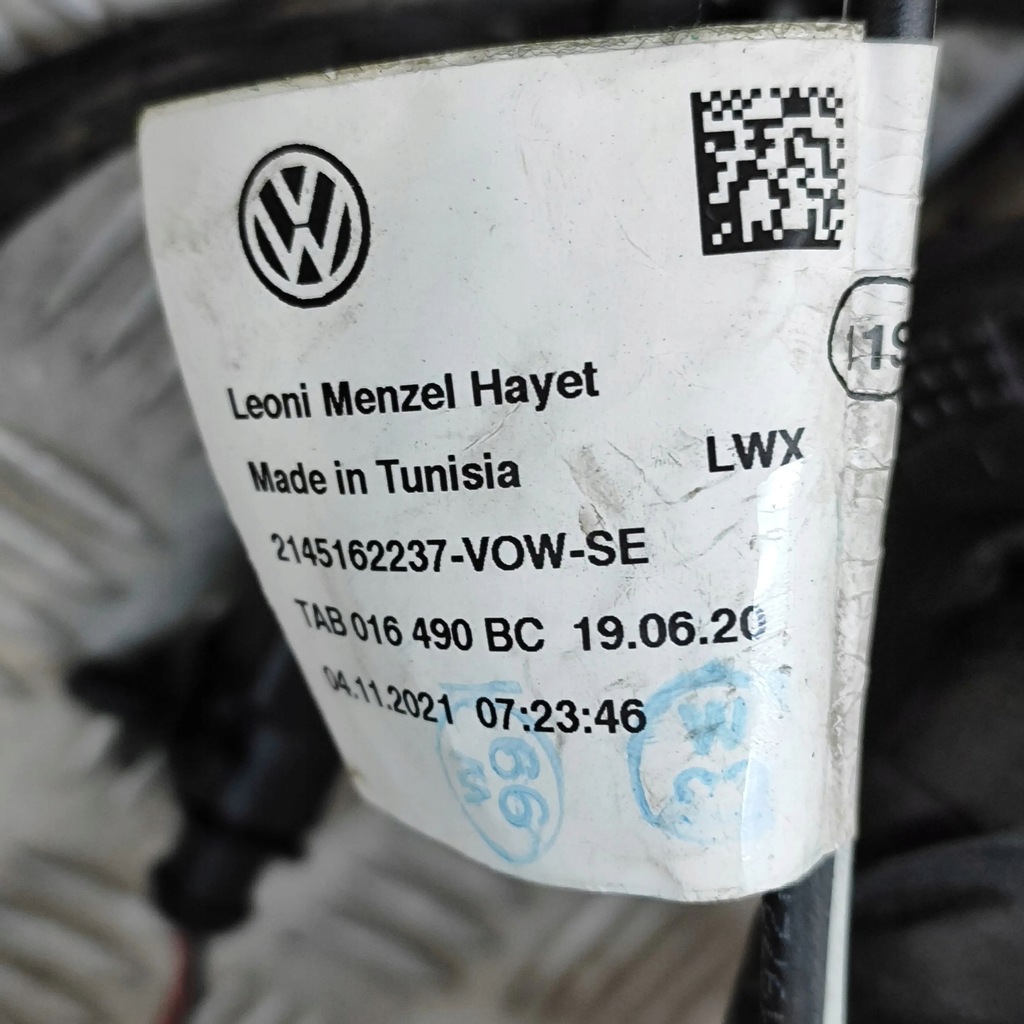 Leoni Menzel Hayet
Made in Tunisia LWX
2145162237-VOW-SE
TAB 016 490 BC 19.06.20
04.11.2021 07:23:46
66